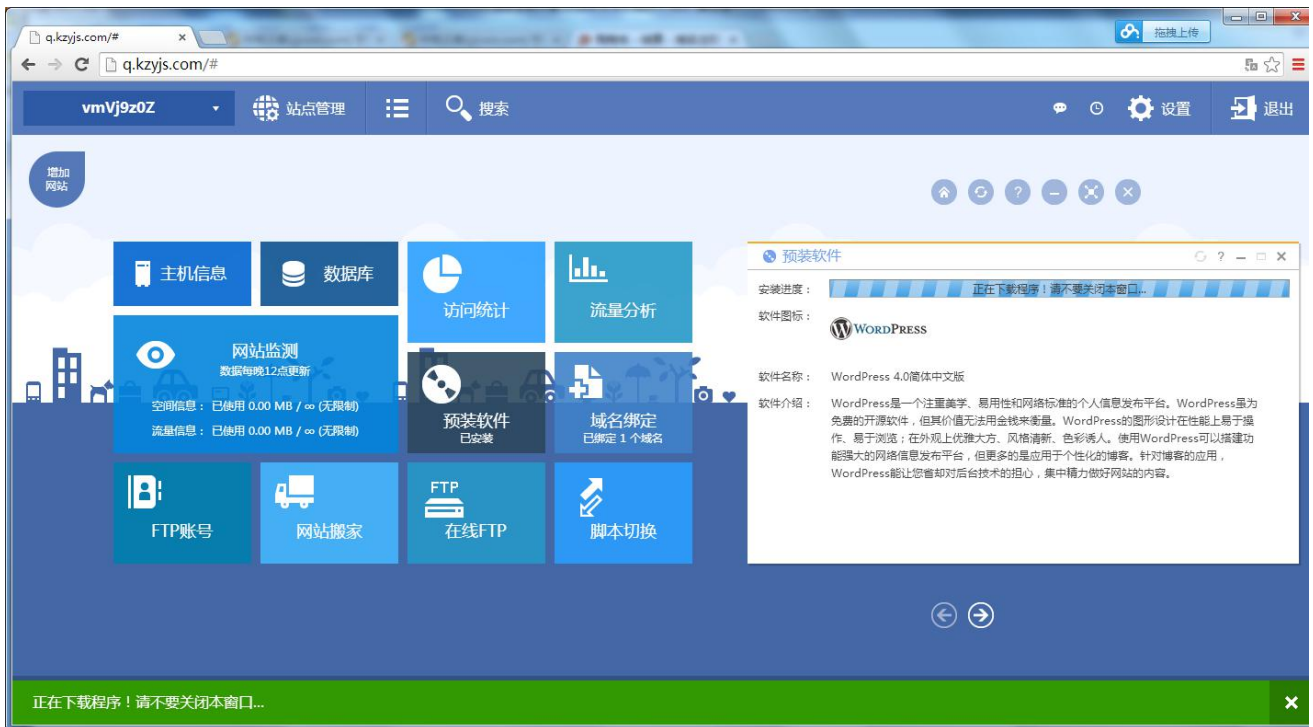 q.kzyjs.com/#
拖拽上传
q.kzyjs.com/#
vmVj9z0Z
站点管理
搜索
设置
退出
增加
网站
主机信息
数据库
访问统计
流量分析
网站监测
数据每晚12点更新
空间信息： 已使用 0.00 MB / ∞ (无限制)
流量信息： 已使用 0.00 MB / ∞ (无限制)
预装软件
已安装
域名绑定
已绑定 1 个域名
FTP账号
网站搬家
FTP
在线FTP
脚本切换
预装软件
安装进度：
正在下载程序！请不要关闭本窗口...
软件图标：
WORDPRESS
软件名称： WordPress 4.0简体中文版
软件介绍： WordPress是一个注重美学、易用性和网络标准的个人信息发布平台。WordPress虽为
免费的开源软件，但其价值无法用金钱来衡量。WordPress的图形设计在性能上易于操
作、易于浏览；在外观上优雅大方、风格清新、色彩诱人。使用WordPress可以搭建功
能强大的网络信息发布平台，但更多的是应用于个性化的博客。针对博客的应用，
WordPress能让您省却对后台技术的担心，集中精力做好网站的内容。
正在下载程序！请不要关闭本窗口...